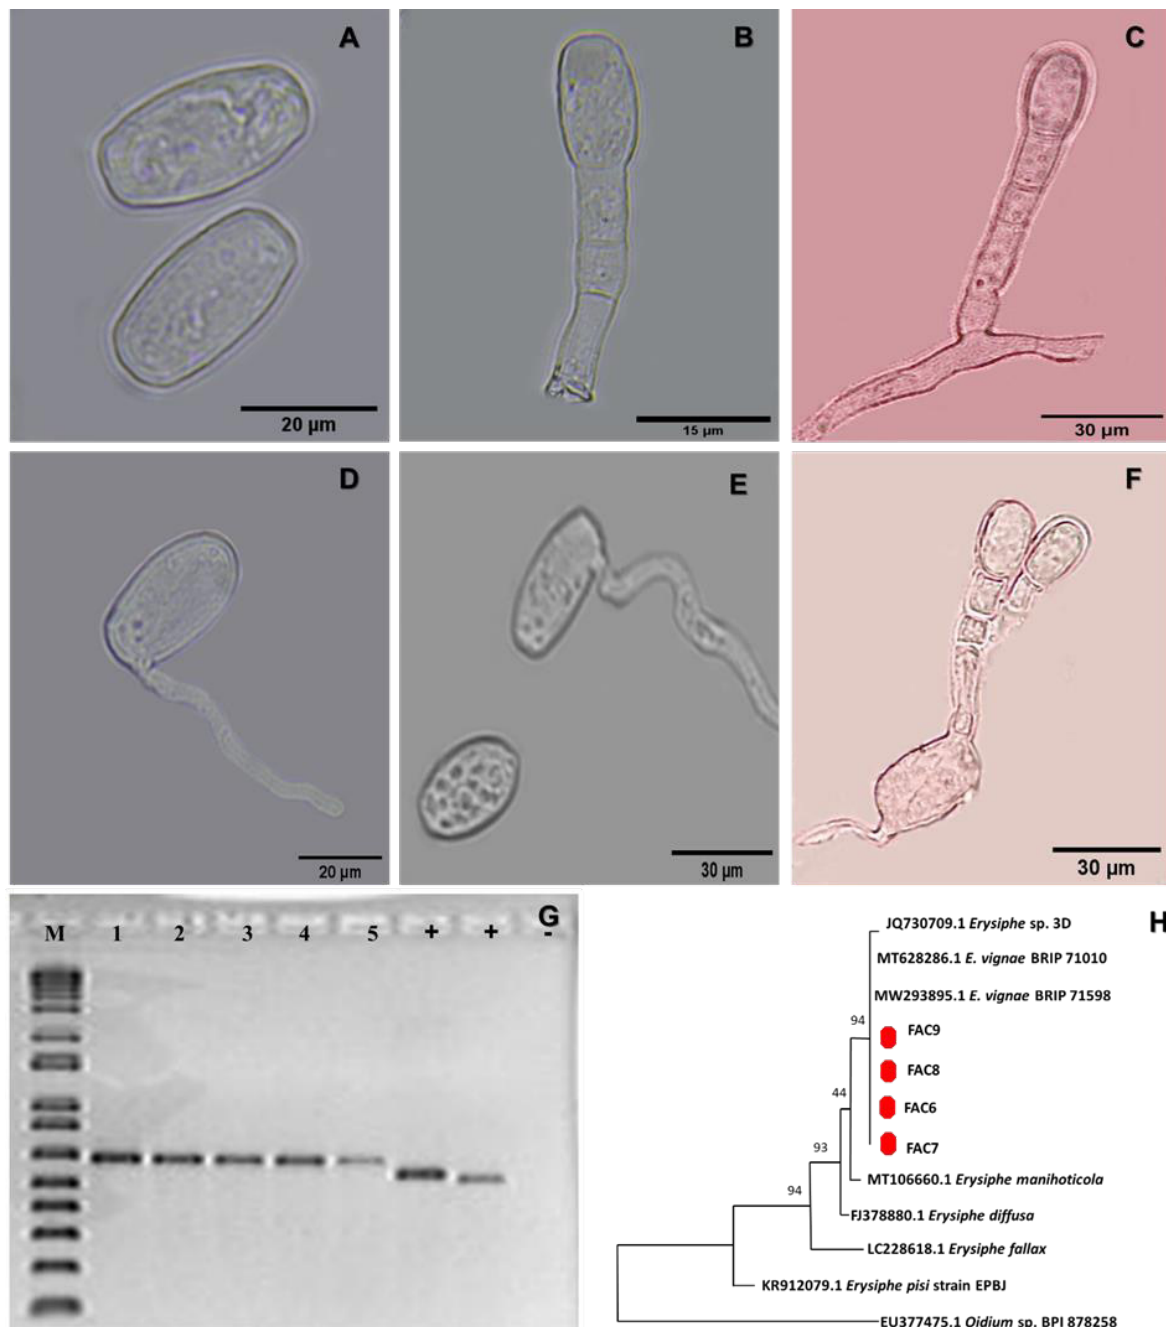 A
B
C
20 µm
15 µm
30 µm
D
E
F
20 µm
30 µm
30 µm
G
M 1 2 3 4 5 + + -
H
JQ730709.1 Erysiphe sp. 3D
MT628286.1 E. vignae BRIP 71010
MW293895.1 E. vignae BRIP 71598
94
FAC9
FAC8
44
FAC6
93
FAC7
MT106660.1 Erysiphe manihoticola
94
FJ378880.1 Erysiphe diffusa
LC228618.1 Erysiphe fallax
KR912079.1 Erysiphe pisi strain EPBJ
EU377475.1 Oidium sp. BPI 878258